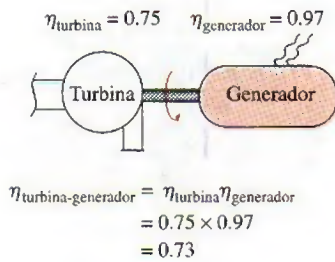 η_turbina = 0.75    η_generador = 0.97
Turbina    Generador
η_turbina-generador = η_turbina η_generador
= 0.75 × 0.97
= 0.73